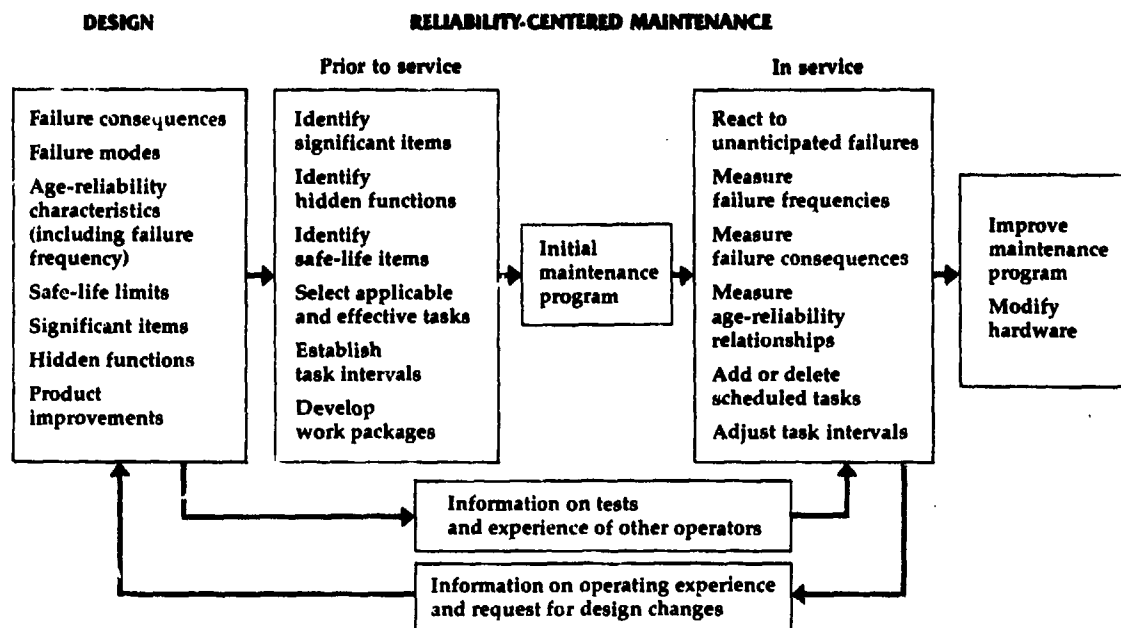 DESIGN
RELIABILITY-CENTERED MAINTENANCE
Prior to service
In service
Failure consequences
Failure modes
Age-reliability
characteristics
(including failure
frequency)
Safe-life limits
Significant items
Hidden functions
Product
improvements
Identify
significant items
Identify
hidden functions
Identify
safe-life items
Select applicable
and effective tasks
Establish
task intervals
Develop
work packages
Initial
maintenance
program
React to
unanticipated failures
Measure
failure frequencies
Measure
failure consequences
Measure
age-reliability
relationships
Add or delete
scheduled tasks
Adjust task intervals
Improve
maintenance
program
Modify
hardware
Information on tests
and experience of other operators
Information on operating experience
and request for design changes